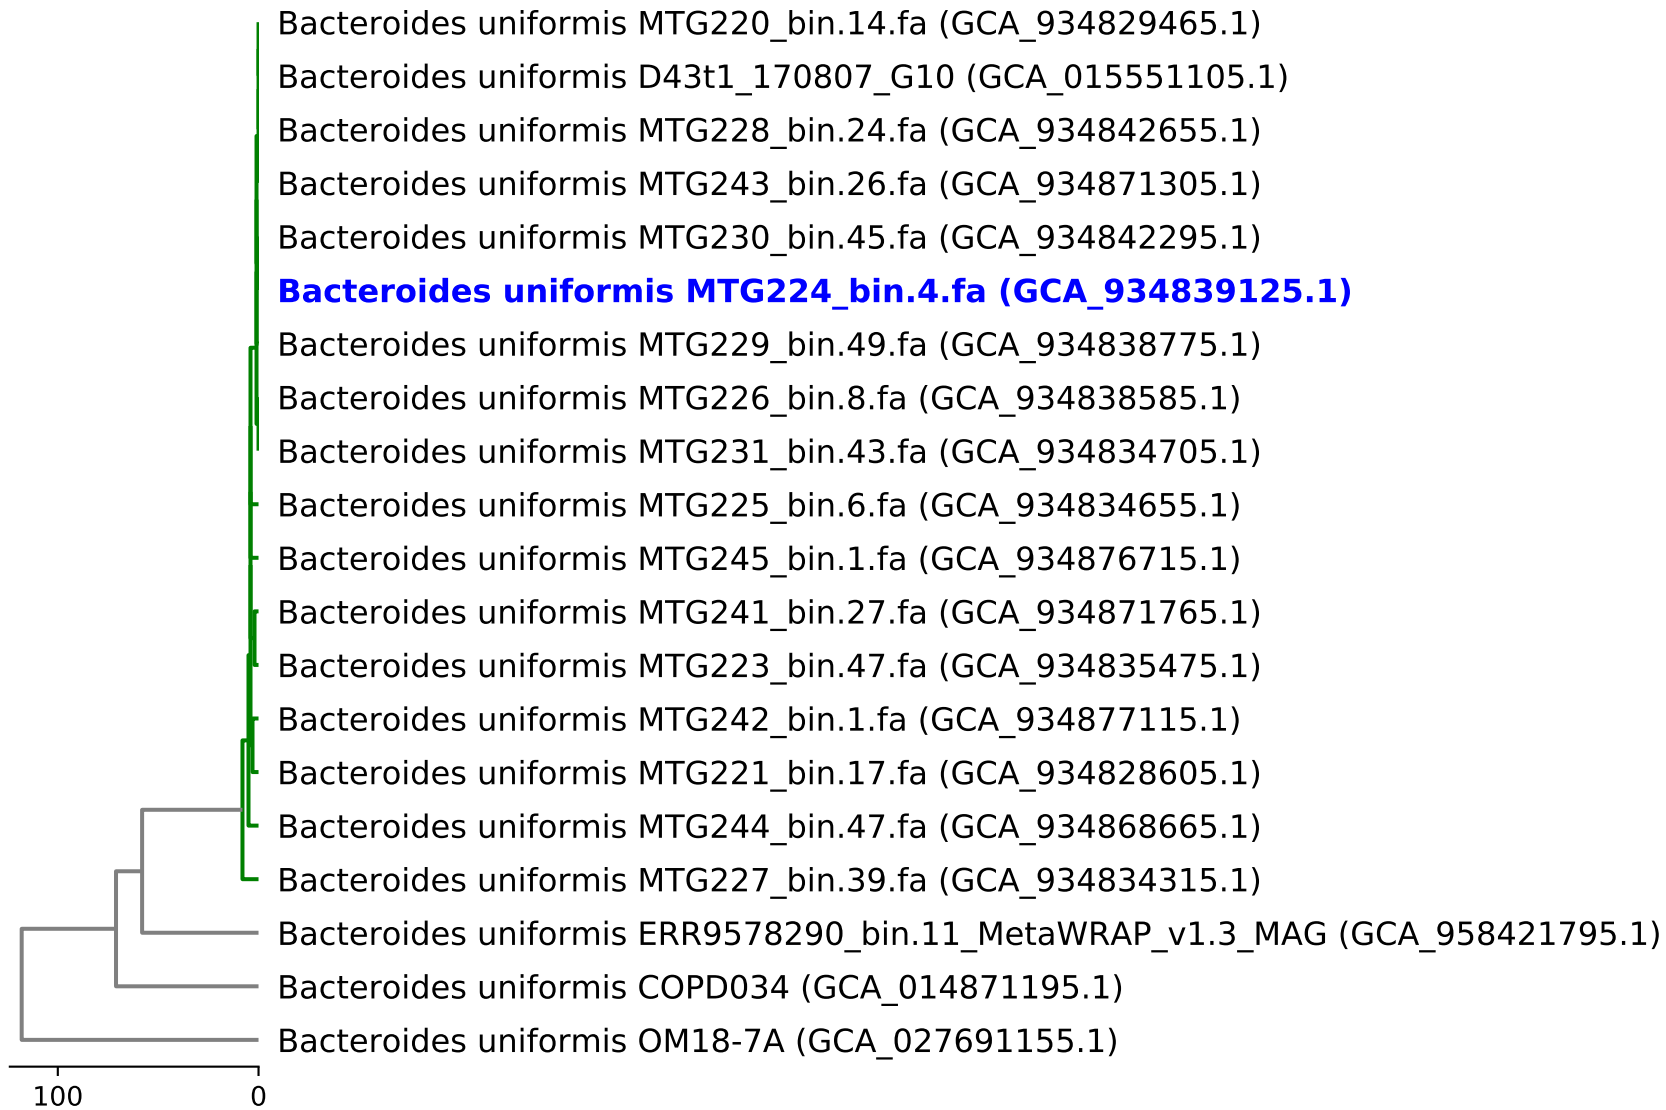 Bacteroides uniformis MTG220_bin.14.fa (GCA_934829465.1)
Bacteroides uniformis D43t1_170807_G10 (GCA_015551105.1)
Bacteroides uniformis MTG228_bin.24.fa (GCA_934842655.1)
Bacteroides uniformis MTG243_bin.26.fa (GCA_934871305.1)
Bacteroides uniformis MTG230_bin.45.fa (GCA_934842295.1)
Bacteroides uniformis MTG224_bin.4.fa (GCA_934839125.1)
Bacteroides uniformis MTG229_bin.49.fa (GCA_934838775.1)
Bacteroides uniformis MTG226_bin.8.fa (GCA_934838585.1)
Bacteroides uniformis MTG231_bin.43.fa (GCA_934834705.1)
Bacteroides uniformis MTG225_bin.6.fa (GCA_934834655.1)
Bacteroides uniformis MTG245_bin.1.fa (GCA_934876715.1)
Bacteroides uniformis MTG241_bin.27.fa (GCA_934871765.1)
Bacteroides uniformis MTG223_bin.47.fa (GCA_934835475.1)
Bacteroides uniformis MTG242_bin.1.fa (GCA_934877115.1)
Bacteroides uniformis MTG221_bin.17.fa (GCA_934828605.1)
Bacteroides uniformis MTG244_bin.47.fa (GCA_934868665.1)
Bacteroides uniformis MTG227_bin.39.fa (GCA_934834315.1)
Bacteroides uniformis ERR9578290_bin.11_MetaWRAP_v1.3_MAG (GCA_958421795.1)
Bacteroides uniformis COPD034 (GCA_014871195.1)
Bacteroides uniformis OM18-7A (GCA_027691155.1)
100 0